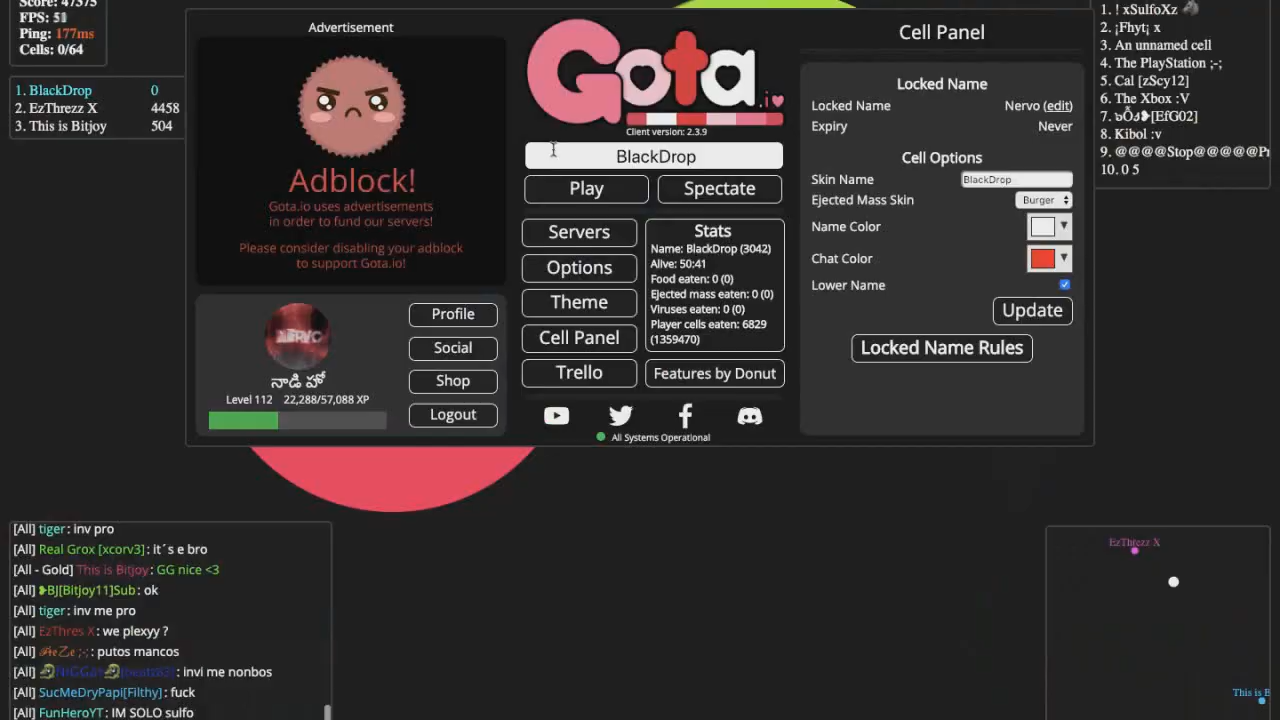 Score: 47375
FPS: 51
Ping: 177ms
Cells: 0/64
1. BlackDrop 0
2. EzThrezz X 4458
3. This is Bitjoy 504
Advertisement
Adblock!
Gota.io uses advertisements
in order to fund our servers!
Please consider disabling your adblock
to support Gota.io!
నాడి హో
Level 112 22,288/57,088 XP
Profile
Social
Shop
Logout
Gota.io
Client version: 2.3.9
BlackDrop
Play
Spectate
Servers
Options
Theme
Cell Panel
Trello
Stats
Name: BlackDrop (3042)
Alive: 50:41
Food eaten: 0 (0)
Ejected mass eaten: 0 (0)
Viruses eaten: 0 (0)
Player cells eaten: 6829
(1359470)
Features by Donut
All Systems Operational
Cell Panel
Locked Name
Locked Name Nervo (edit)
Expiry Never
Cell Options
Skin Name BlackDrop
Ejected Mass Skin Burger
Name Color
Chat Color
Lower Name
Update
Locked Name Rules
1. ! xSulfoXz
2. ¡Fhyt¡ x
3. An unnamed cell
4. The PlayStation ;-;
5. Cal [zScy12]
6. The Xbox :V
7. [EfG02]
8. Kibol :v
9. @@@@Stop@@@@@Pr
10. 0 5
[All] tiger: inv pro
[All] Real Grox [xcorv3]: it´s e bro
[All - Gold] This is Bitjoy: GG nice <3
[All] ❥BJ[BitJoy11]Sub: ok
[All] tiger: inv me pro
[All] EzThres X: we plexyy ?
[All] ;-;: putos mancos
[All] : invi me nonbos
[All] SucMeDryPapi[Filthy]: fuck
[All] FunHeroYT: IM SOLO sulfo
EzThrezz X
This is B